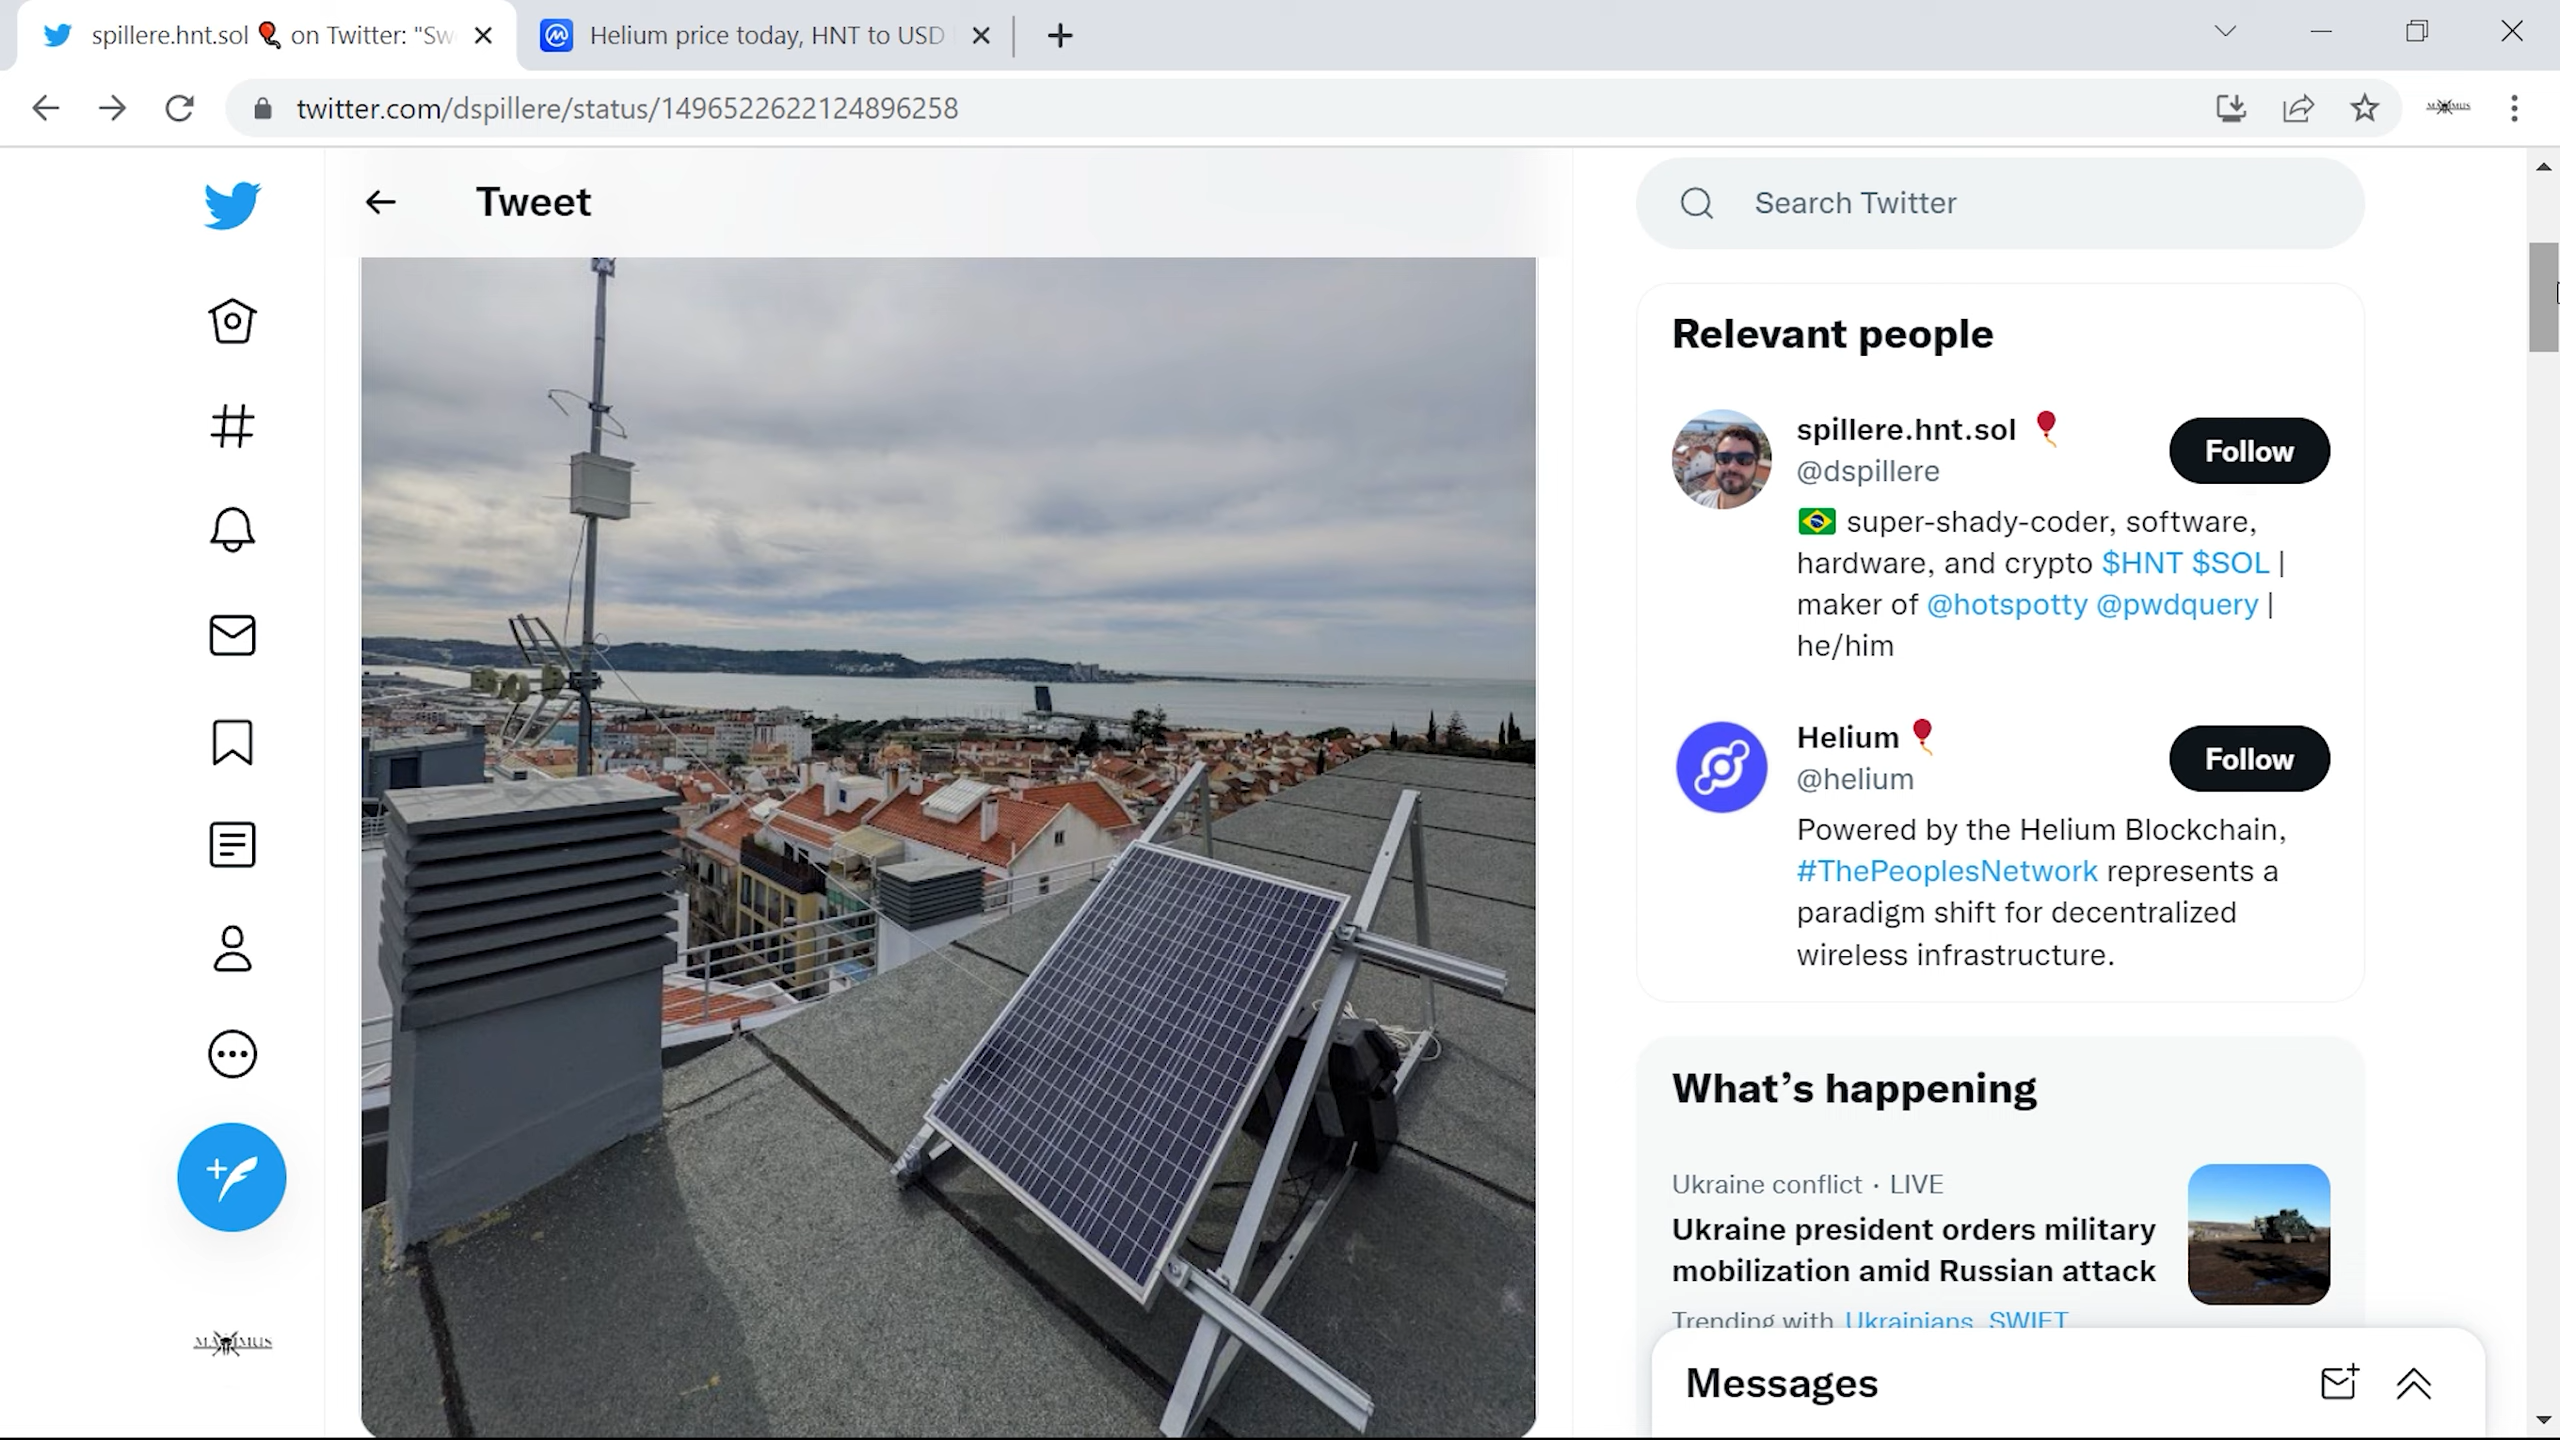 spillere.hnt.sol 🎈 on Twitter: "Sw
Helium price today, HNT to USD
twitter.com/dspillere/status/1496522622124896258
MAXIMUS
Tweet
Search Twitter
Relevant people
spillere.hnt.sol 🎈
@dspillere
Follow
🇧🇷 super-shady-coder, software,
hardware, and crypto $HNT $SOL |
maker of @hotspotty @pwdquery |
he/him
Helium 🎈
@helium
Follow
Powered by the Helium Blockchain,
#ThePeoplesNetwork represents a
paradigm shift for decentralized
wireless infrastructure.
What’s happening
Ukraine conflict · LIVE
Ukraine president orders military
mobilization amid Russian attack
Trending with Ukrainians, SWIFT
Messages
MAXIMUS